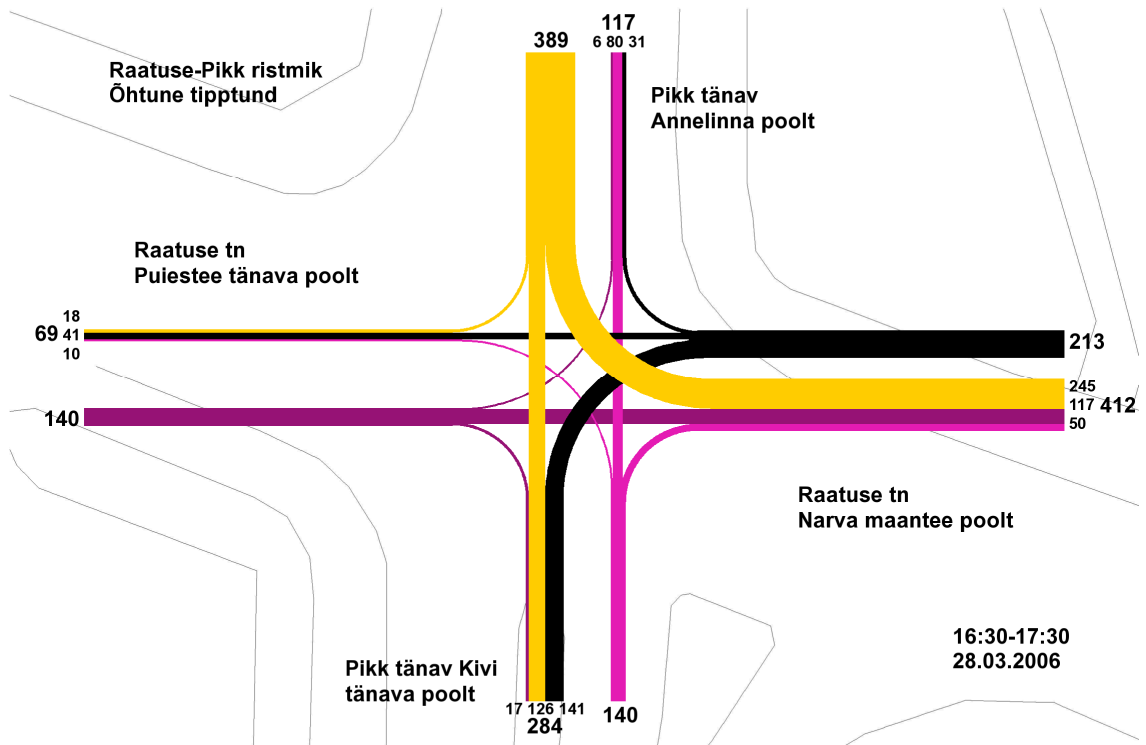 389
117
6 80 31
Raatuse-Pikk ristmik
Õhtune tipptund
Pikk tänav
Annelinna poolt
Raatuse tn
Puiestee tänava poolt
18
69 41
10
140
213
245
117 412
50
Raatuse tn
Narva maantee poolt
16:30-17:30
28.03.2006
Pikk tänav Kivi
tänava poolt
17 126 141
284
140